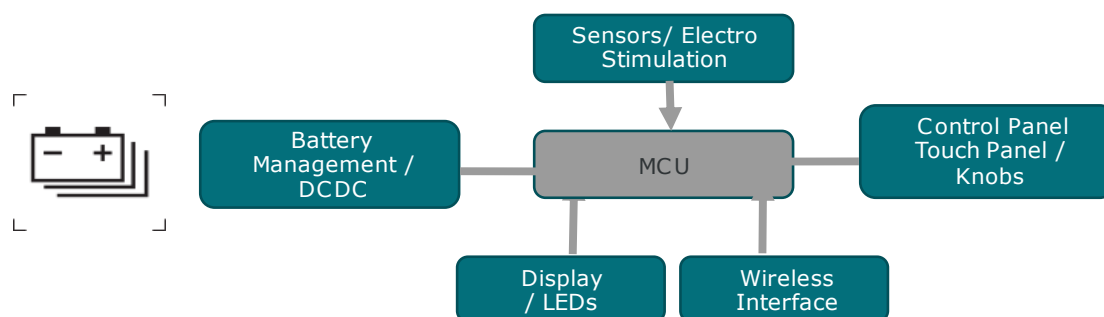 Sensors/ Electro
Stimulation
Battery
Management /
DCDC
MCU
Control Panel
Touch Panel /
Knobs
Display
/ LEDs
Wireless
Interface